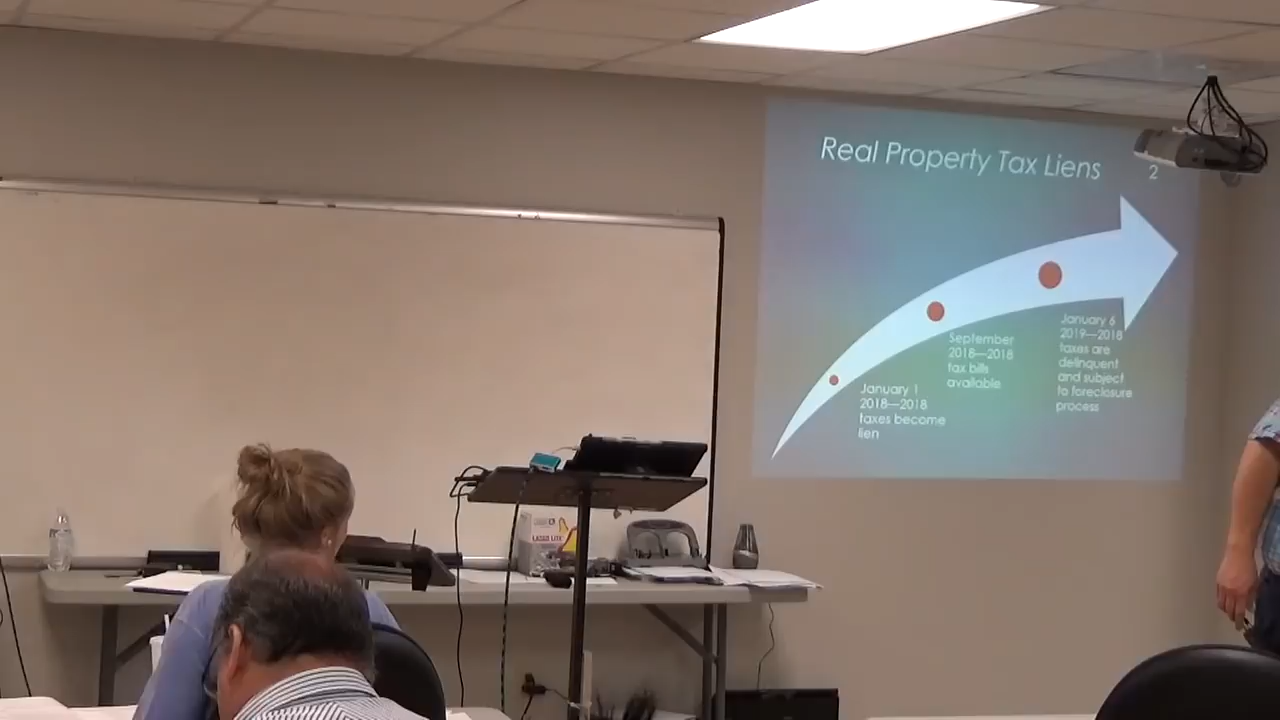 Real Property Tax Liens
2
January 1
2018—2018
taxes become
lien
September
2018—2018
tax bills
available
January 6
2019—2018
taxes are
delinquent
and subject
to foreclosure
process